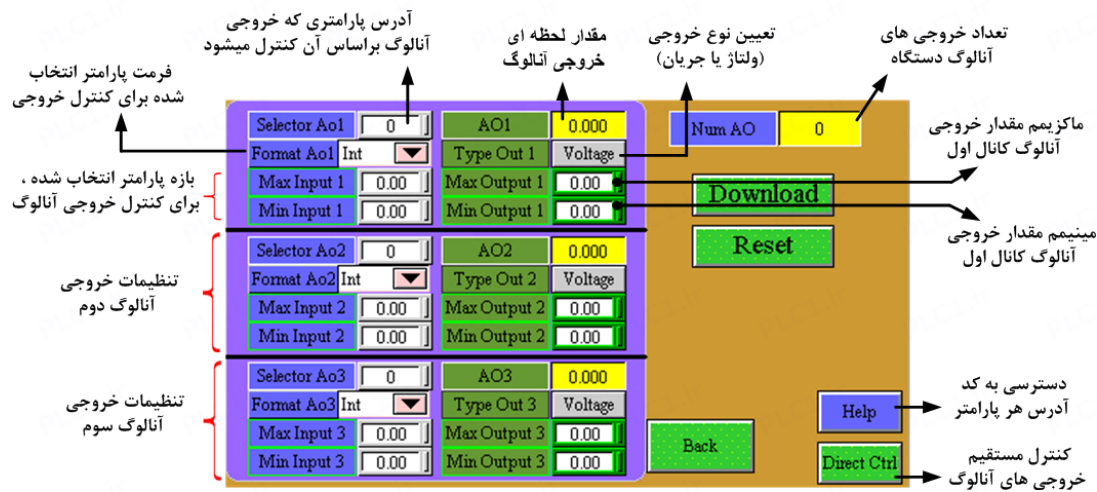 آدرس پارامتری که خروجی
آنالوگ براساس آن کنترل میشود
مقدار لحظه ای
خروجی آنالوگ
تعیین نوع خروجی
(ولتاژ یا جریان)
تعداد خروجی های
آنالوگ دستگاه
فرمت پارامتر انتخاب
شده برای کنترل خروجی
ماکزیمم مقدار خروجی
آنالوگ کانال اول
بازه پارامتر انتخاب شده ،
برای کنترل خروجی آنالوگ
مینیمم مقدار خروجی
آنالوگ کانال اول
تنظیمات خروجی
آنالوگ دوم
تنظیمات خروجی
آنالوگ سوم
دسترسی به کد
آدرس هر پارامتر
کنترل مستقیم
خروجی های آنالوگ
Selector Ao1 0 AO1 0.000
Format Ao1 Int Type Out 1 Voltage
Max Input 1 0.00 Max Output 1 0.00
Min Input 1 0.00 Min Output 1 0.00
Selector Ao2 0 AO2 0.000
Format Ao2 Int Type Out 2 Voltage
Max Input 2 0.00 Max Output 2 0.00
Min Input 2 0.00 Min Output 2 0.00
Selector Ao3 0 AO3 0.000
Format Ao3 Int Type Out 3 Voltage
Max Input 3 0.00 Max Output 3 0.00
Min Input 3 0.00 Min Output 3 0.00
Num AO 0
Download
Reset
Help
Back
Direct Ctrl